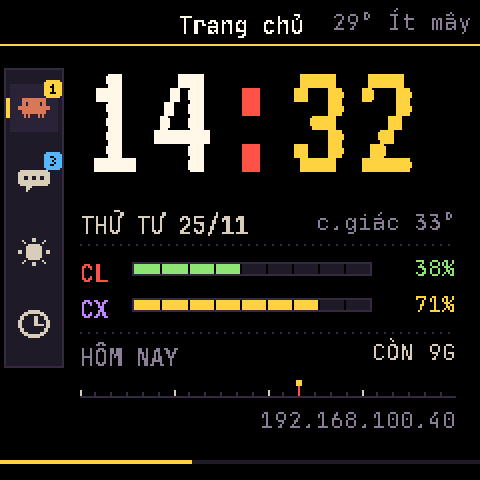 Trang chủ 29° Ít mây
1
14:32
3
THỨ TƯ 25/11 c.giác 33°
CL 38%
CX 71%
HÔM NAY CÒN 9G
192.168.100.40